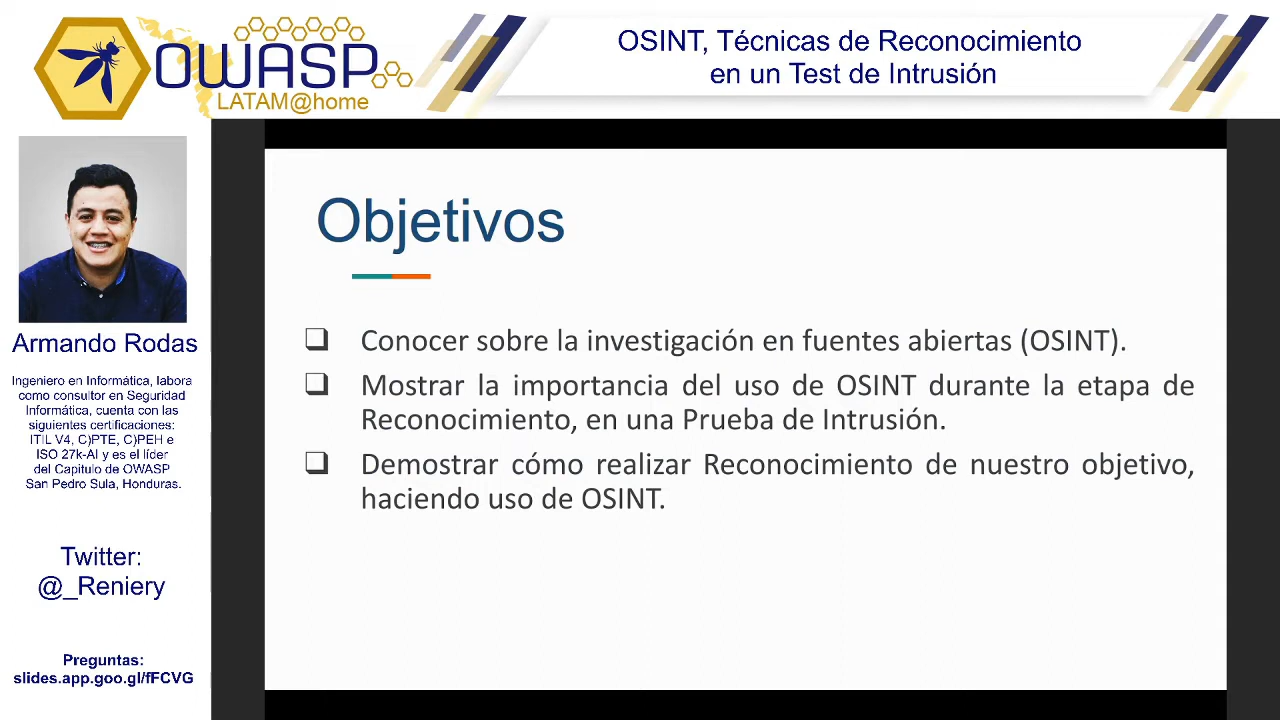 OWASP
LATAM@home
OSINT, Técnicas de Reconocimiento
en un Test de Intrusión
Armando Rodas
Ingeniero en Informática, labora
como consultor en Seguridad
Informática, cuenta con las
siguientes certificaciones:
ITIL V4, C)PTE, C)PEH e
ISO 27k-AI y es el líder
del Capitulo de OWASP
San Pedro Sula, Honduras.
Twitter:
@_Reniery
Preguntas:
slides.app.goo.gl/fFCVG
Objetivos
❑ Conocer sobre la investigación en fuentes abiertas (OSINT).
❑ Mostrar la importancia del uso de OSINT durante la etapa de
Reconocimiento, en una Prueba de Intrusión.
❑ Demostrar cómo realizar Reconocimiento de nuestro objetivo,
haciendo uso de OSINT.